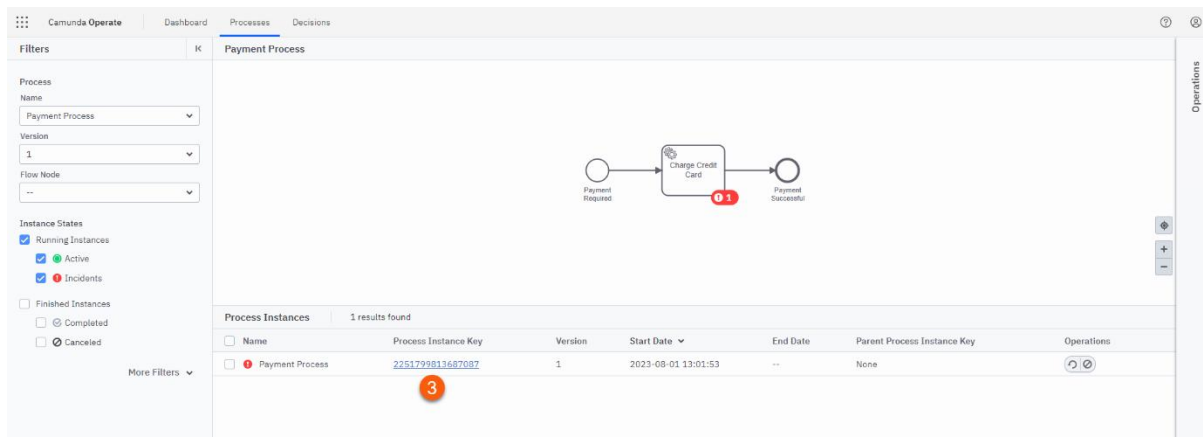 Camunda Operate Dashboard Processes Decisions
Filters
Process
Name
Payment Process
Version
1
Flow Node
--
Instance States
Running Instances
Active
Incidents
Finished Instances
Completed
Canceled
More Filters
Payment Process
Payment
Required
Charge Credit
Card
1
Payment
Successful
+
−
Process Instances 1 results found
Name Process Instance Key Version Start Date End Date Parent Process Instance Key Operations
Payment Process 2251799813687087 1 2023-08-01 13:01:53 -- None
3
Operations